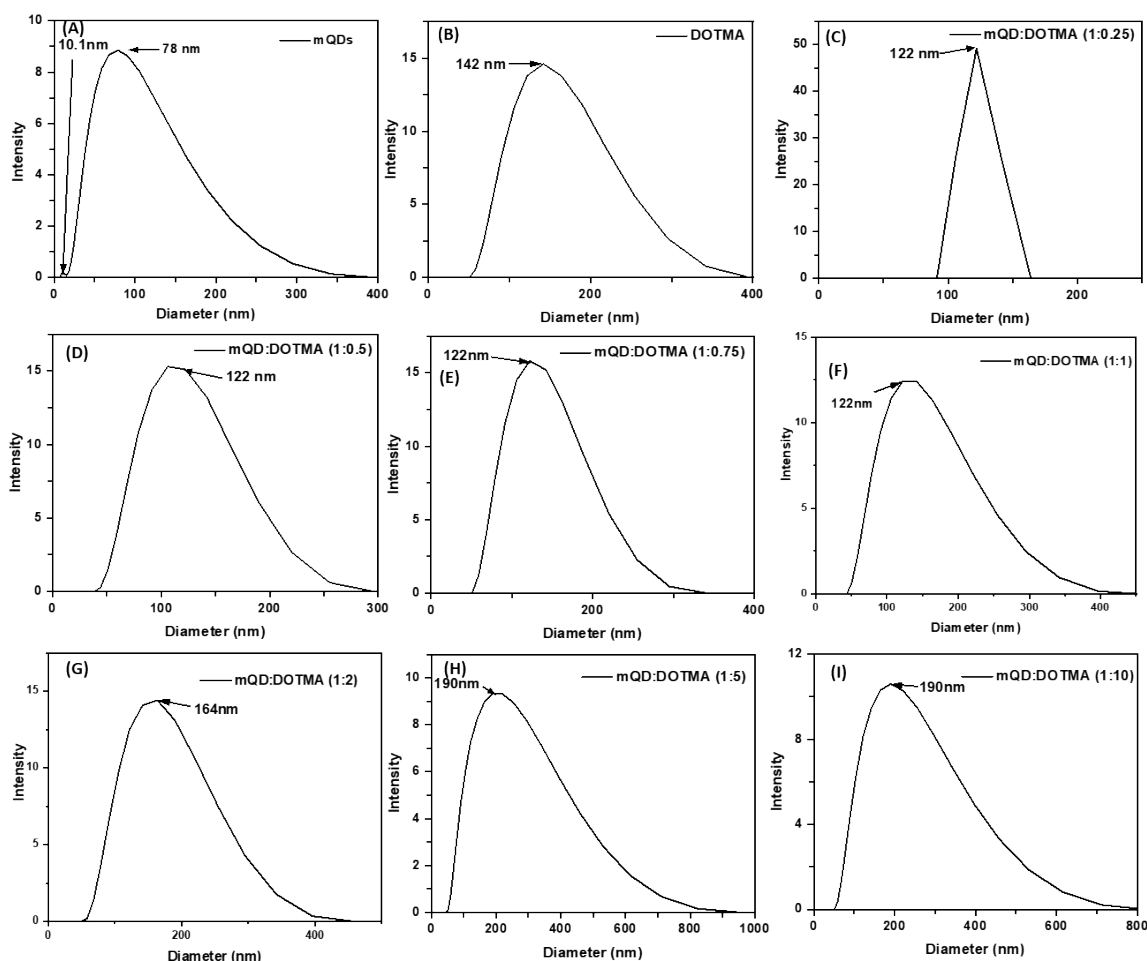 (A)
10.1nm
mQDs
78 nm
Intensity
10
8
6
4
2
0
0 100 200 300 400
Diameter (nm)
(B)
DOTMA
142 nm
Intensity
15
10
5
0
0 200 400
Diameter (nm)
(C)
mQD:DOTMA (1:0.25)
122 nm
Intensity
50
40
30
20
10
0
0 100 200
Diameter (nm)
(D)
mQD:DOTMA (1:0.5)
122 nm
Intensity
15
10
5
0
0 100 200 300
Diameter (nm)
mQD:DOTMA (1:0.75)
122nm
(E)
Intensity
15
10
5
0
0 200 400
Diameter (nm)
(F)
mQD:DOTMA (1:1)
122nm
Intensity
15
10
5
0
0 100 200 300 400
Diameter (nm)
(G)
mQD:DOTMA (1:2)
164nm
Intensity
15
10
5
0
0 200 400
Diameter (nm)
(H)
mQD:DOTMA (1:5)
190nm
Intensity
12
10
8
6
4
2
0
0 200 400 600 800 1000
Diameter (nm)
(I)
mQD:DOTMA (1:10)
190nm
Intensity
12
10
8
6
4
2
0
0 200 400 600 800
Diameter (nm)